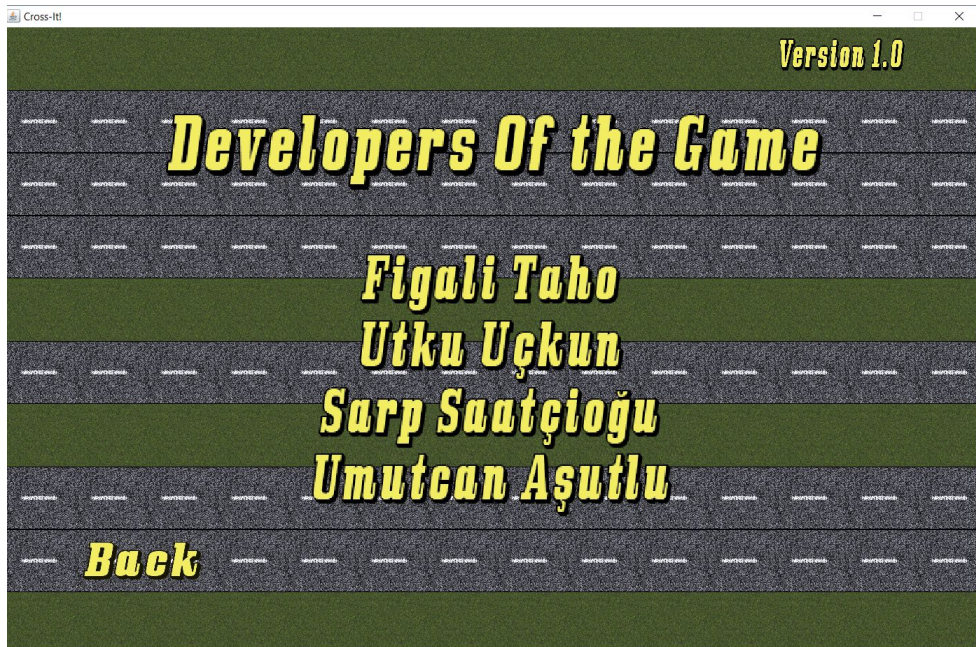 Cross-It!
Version 1.0
Developers Of the Game
Figali Taho
Utku Uçkun
Sarp Saatçioğu
Umutcan Aşutlu
Back